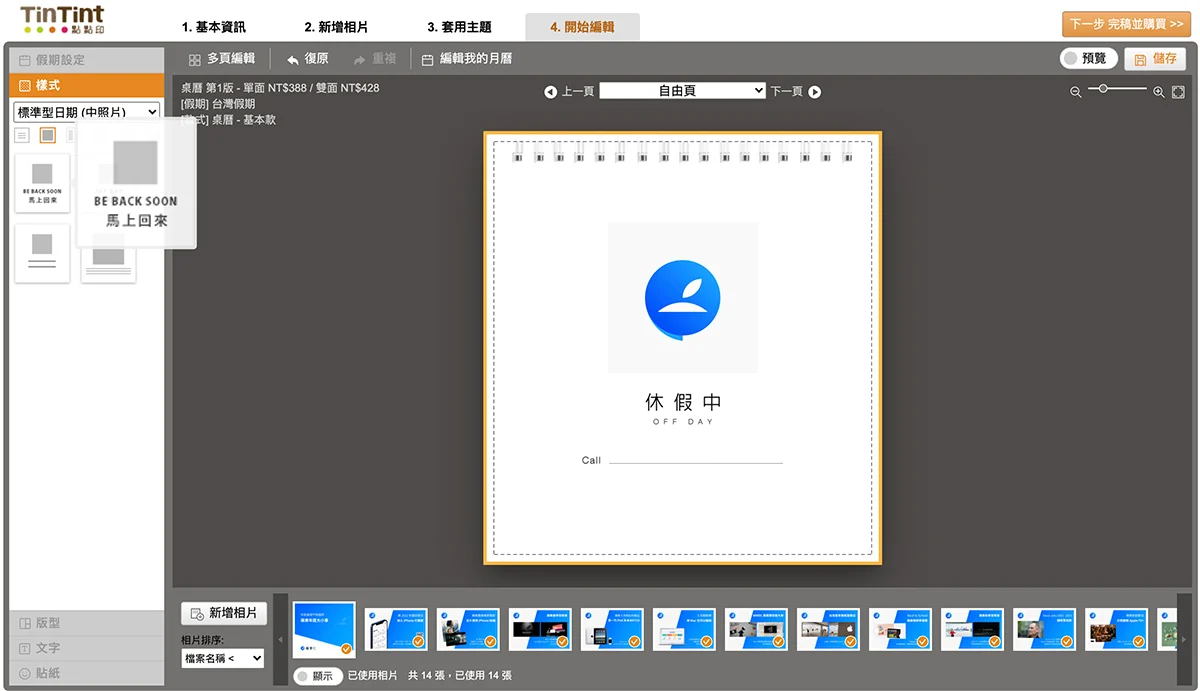 TinTint
點點印
1. 基本資訊
2. 新增相片
3. 套用主題
4. 開始編輯
下一步 完稿並購買 >>
假期設定
多頁編輯
復原
重複
編輯我的月曆
預覽
儲存
樣式
標準型日期 (中照片)
桌曆 第1版 - 單面 NT$388 / 雙面 NT$428
[假期] 台灣假期
式] 桌曆 - 基本款
上一頁
自由頁
下一頁
BE BACK SOON
馬上回來
BE BACK SOON
馬上回來
休假中
OFF DAY
Call
版型
文字
貼紙
新增相片
相片排序:
檔案名稱 <
顯示
已使用相片 共 14 張，已使用 14 張